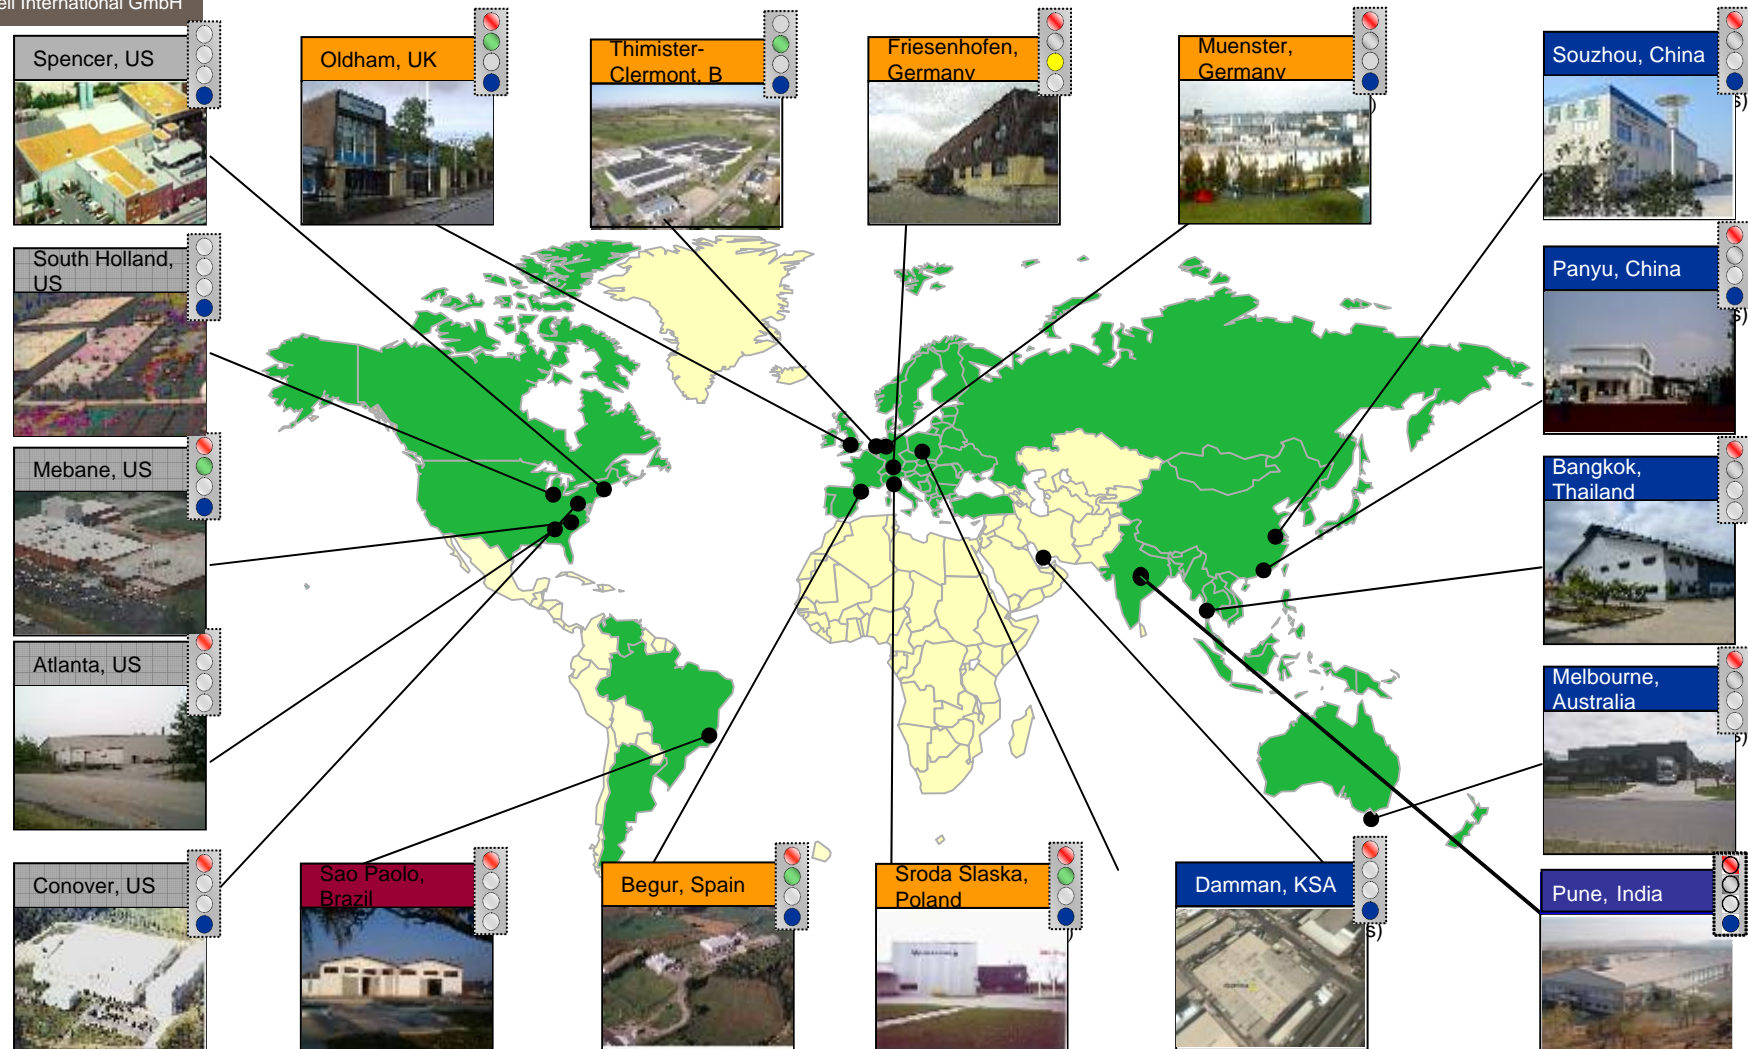 ell International GmbH
Spencer, US
Oldham, UK
Thimister-
Clermont, B
Friesenhofen,
Germany
Muenster,
Germany
)
Souzhou, China
s)
South Holland,
US
Panyu, China
s)
Mebane, US
Bangkok,
Thailand
Atlanta, US
Melbourne,
Australia
s)
Conover, US
Sao Paolo,
Brazil
Begur, Spain
Sroda Slaska,
Poland
)
Damman, KSA
s)
Pune, India